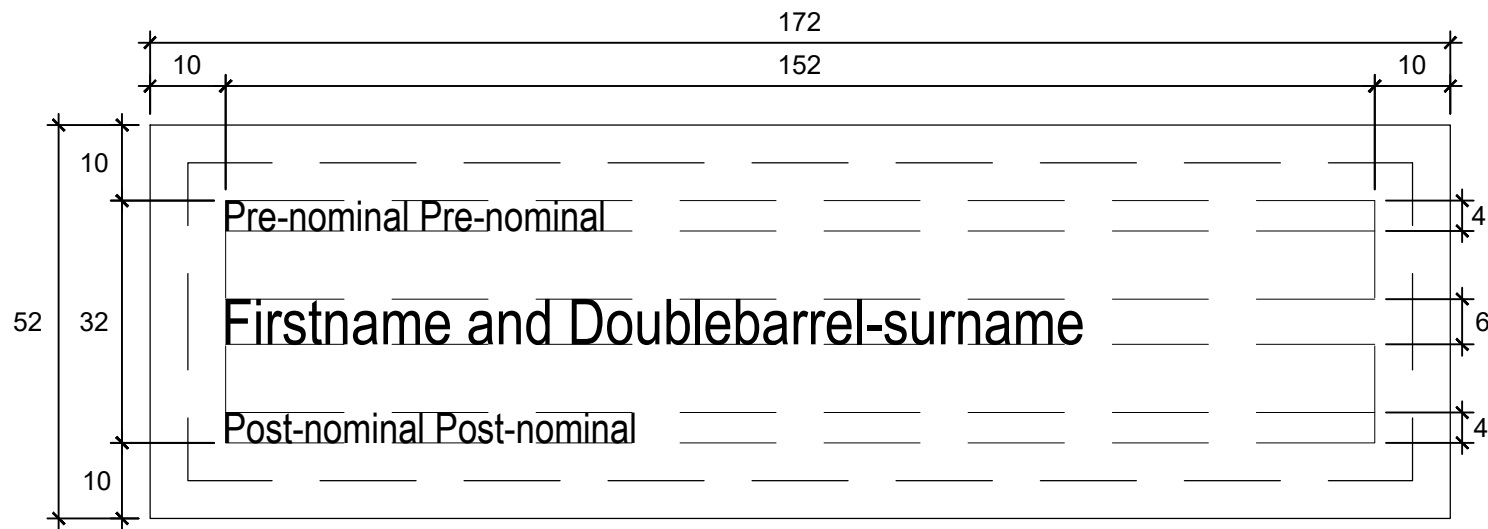 172
10 152 10
10
Pre-nominal Pre-nominal
4
Firstname and Doublebarrel-surname
52 32 6
Post-nominal Post-nominal
4
10